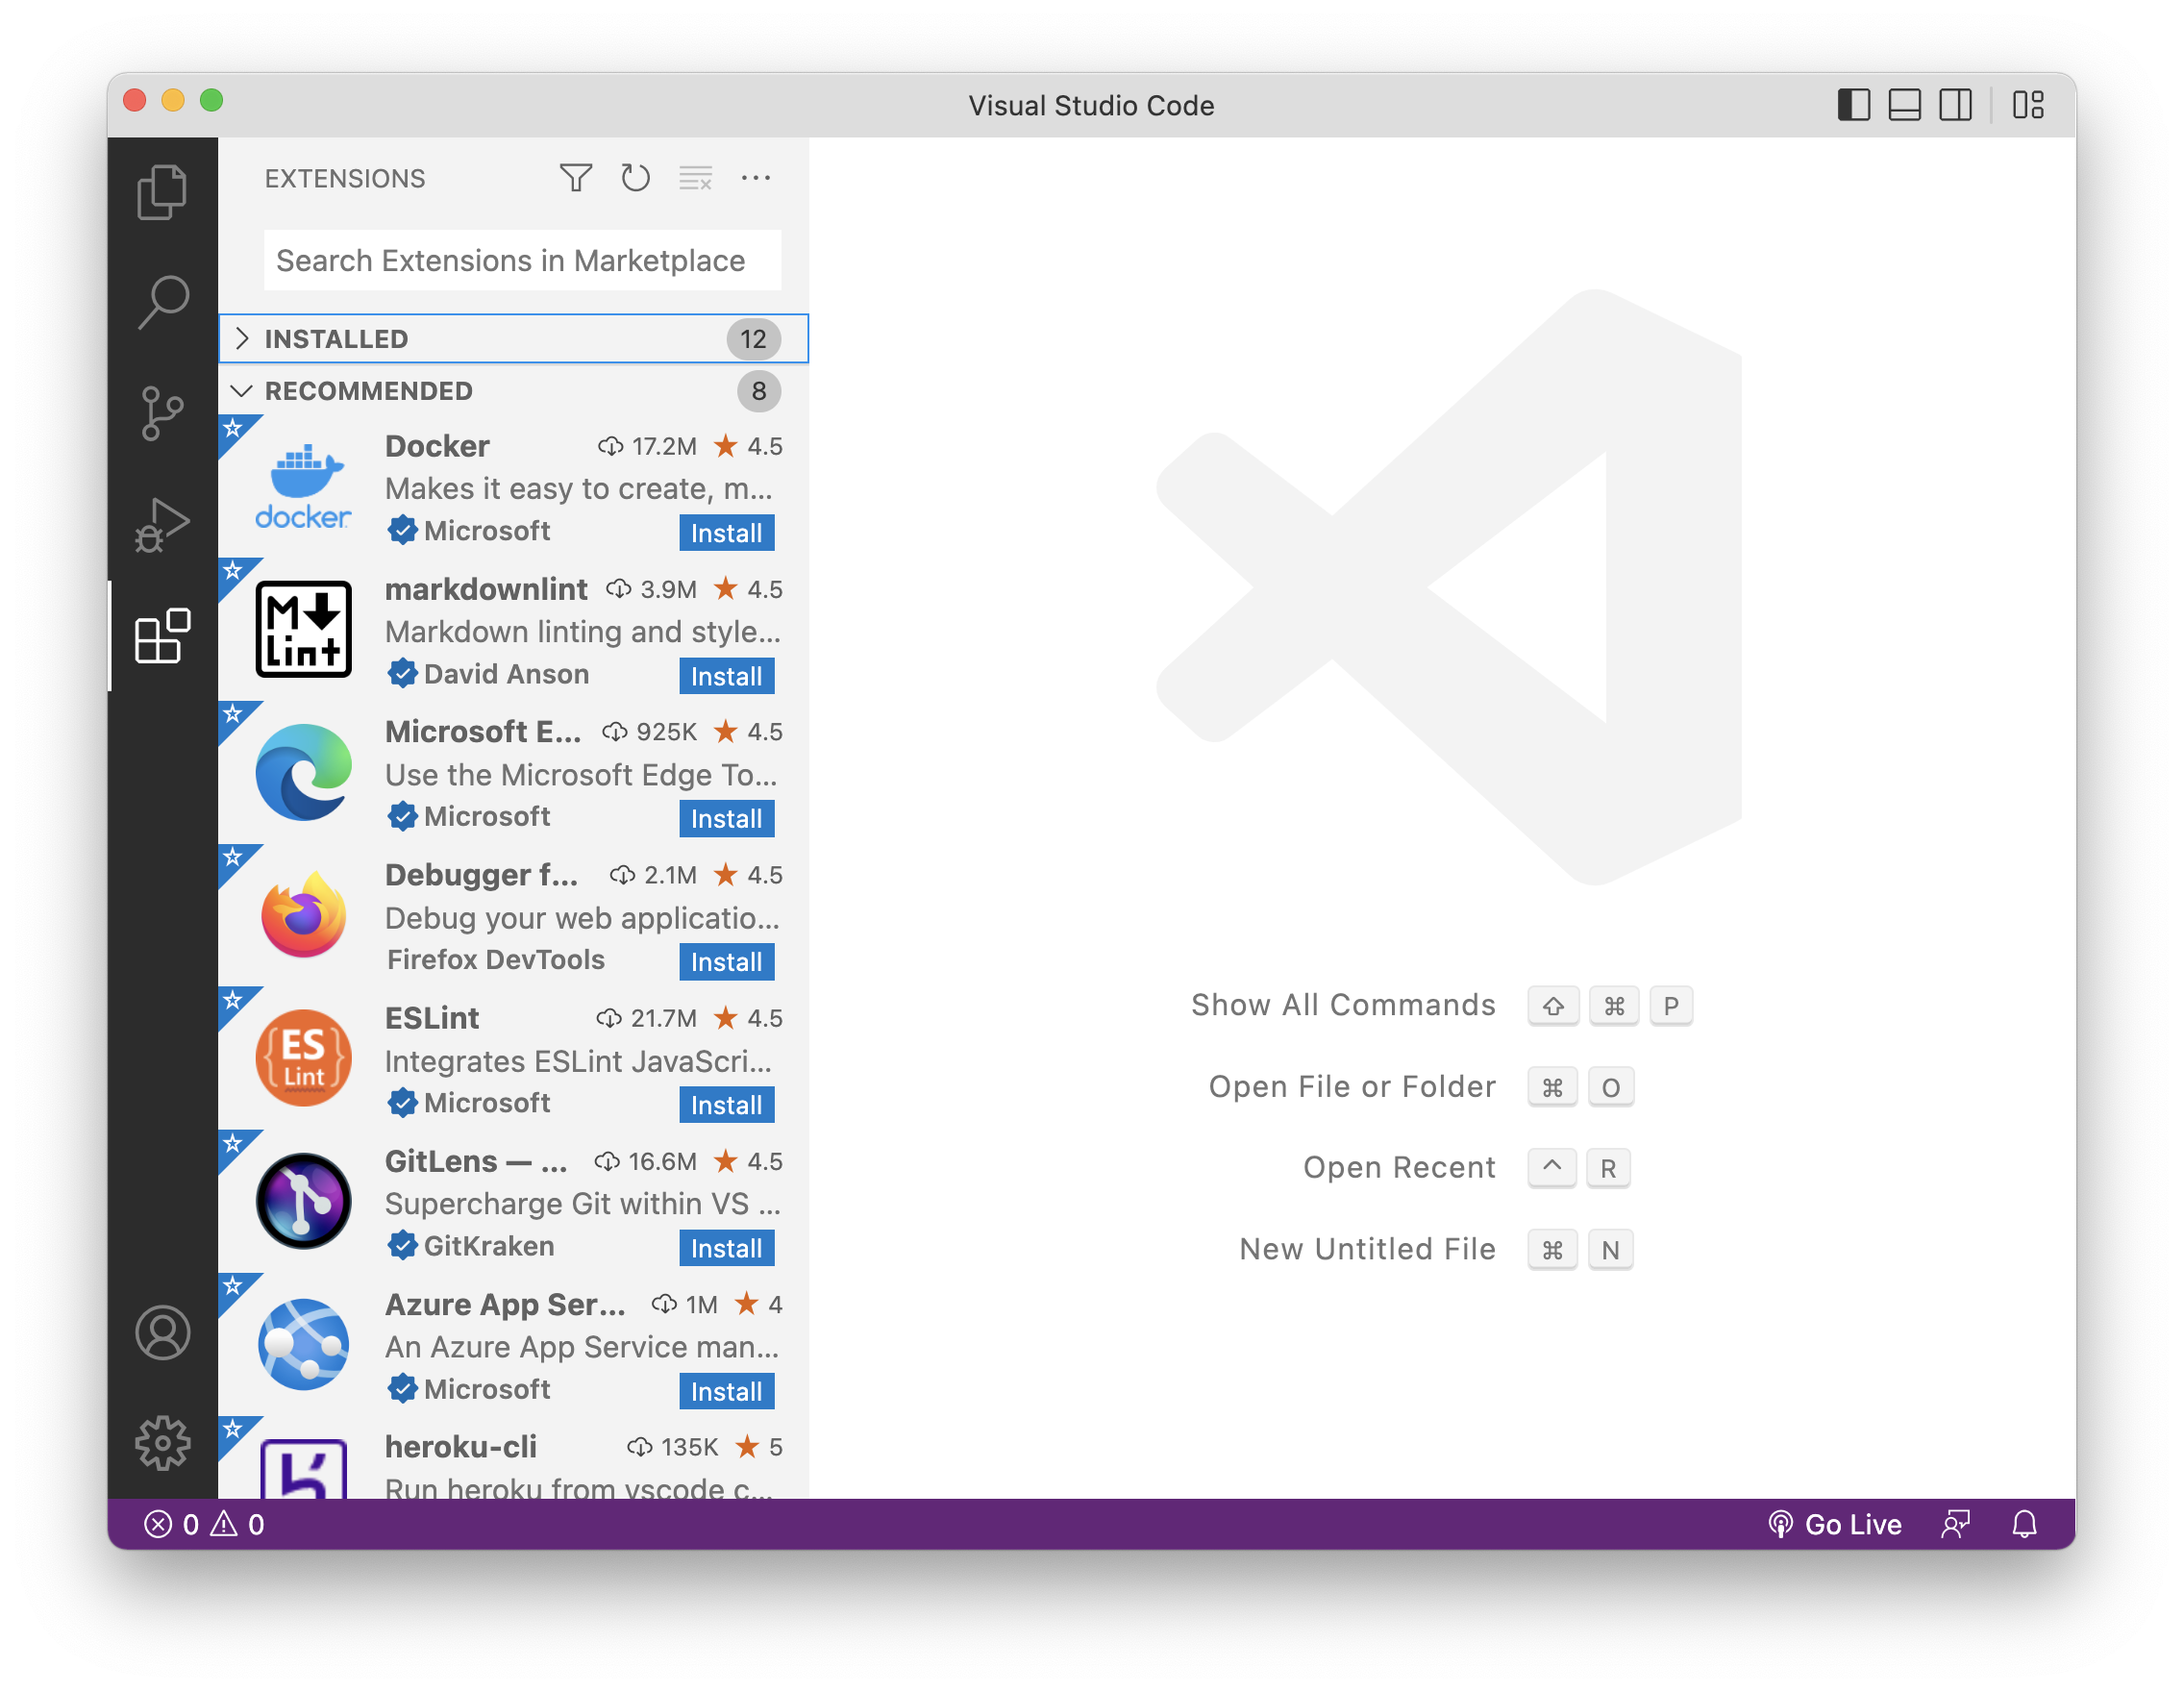 Visual Studio Code
EXTENSIONS
Search Extensions in Marketplace
INSTALLED 12
RECOMMENDED 8
docker
Docker 17.2M 4.5
Makes it easy to create, m...
Microsoft Install
M
Lint
markdownlint 3.9M 4.5
Markdown linting and style...
David Anson Install
Microsoft E... 925K 4.5
Use the Microsoft Edge To...
Microsoft Install
Debugger f... 2.1M 4.5
Debug your web applicatio...
Firefox DevTools Install
ES
Lint
ESLint 21.7M 4.5
Integrates ESLint JavaScri...
Microsoft Install
GitLens — ... 16.6M 4.5
Supercharge Git within VS ...
GitKraken Install
Azure App Ser... 1M 4
An Azure App Service man...
Microsoft Install
heroku-cli 135K 5
Run heroku from vscode c...
Show All Commands ⇧ ⌘ P
Open File or Folder ⌘ O
Open Recent ^ R
New Untitled File ⌘ N
0 0
Go Live